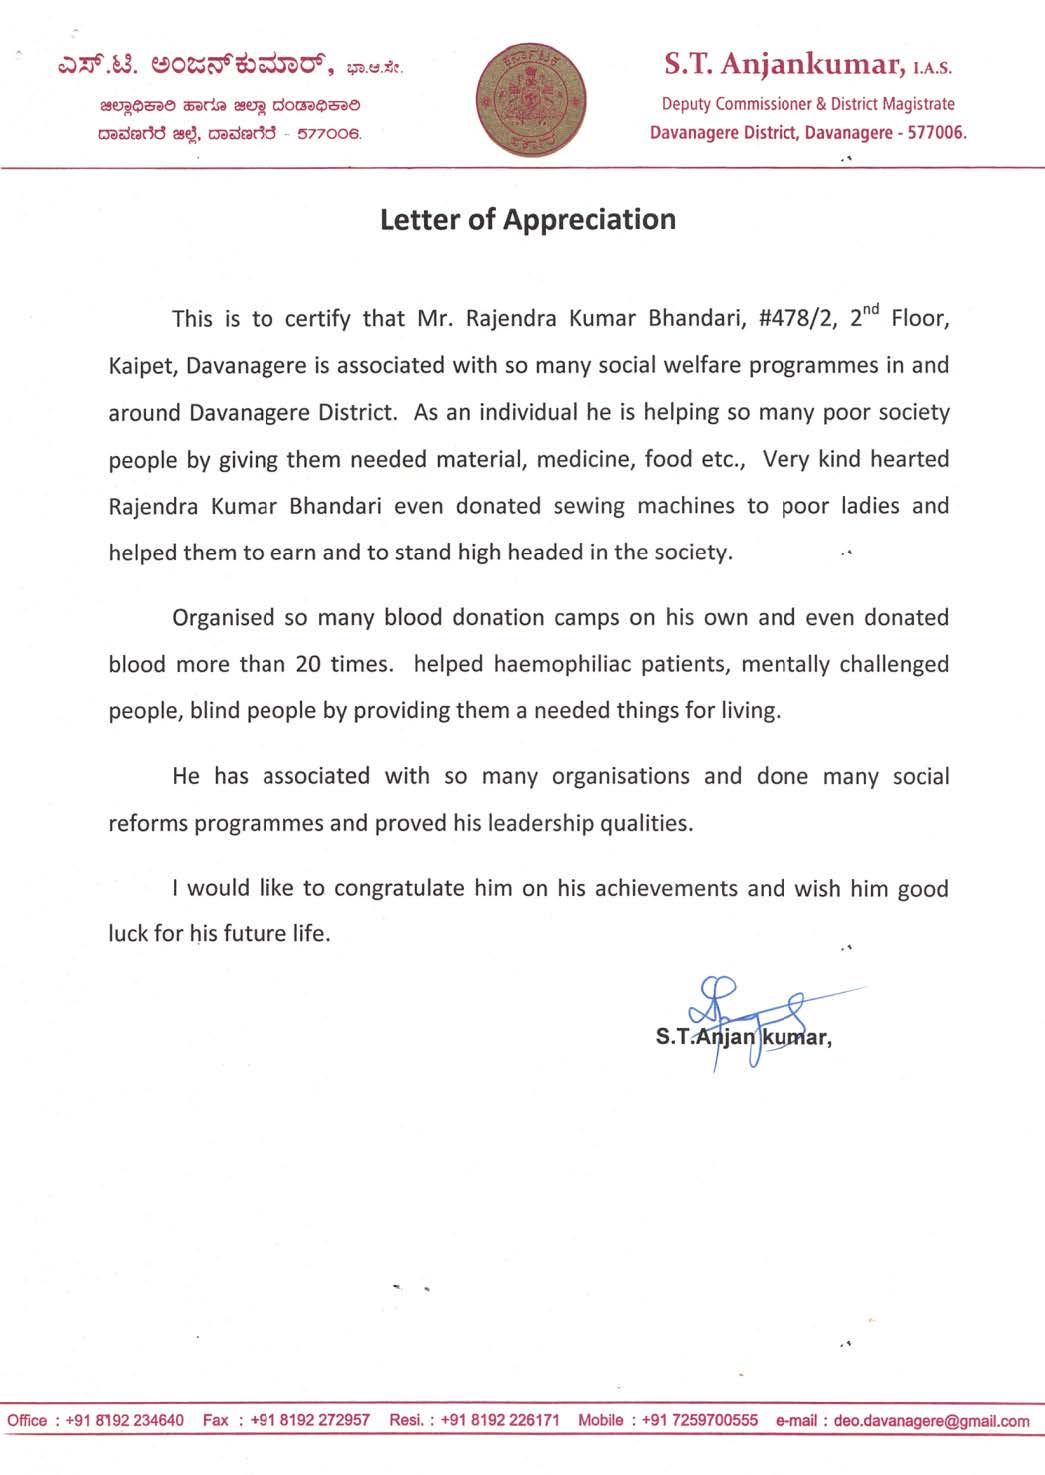 ಎಸ್.ಟಿ. ಅಂಜನ್‌ಕುಮಾರ್, ಭಾ.ಆ.ಸೇ.
ಜಿಲ್ಲಾಧಿಕಾರಿ ಹಾಗೂ ಜಿಲ್ಲಾ ದಂಡಾಧಿಕಾರಿ
ದಾವಣಗೆರೆ ಜಿಲ್ಲೆ, ದಾವಣಗೆರೆ - 577006.
S.T. Anjankumar, I.A.S.
Deputy Commissioner & District Magistrate
Davanagere District, Davanagere - 577006.
Letter of Appreciation
This is to certify that Mr. Rajendra Kumar Bhandari, #478/2, 2nd Floor,
Kaipet, Davanagere is associated with so many social welfare programmes in and
around Davanagere District. As an individual he is helping so many poor society
people by giving them needed material, medicine, food etc., Very kind hearted
Rajendra Kumar Bhandari even donated sewing machines to poor ladies and
helped them to earn and to stand high headed in the society.
Organised so many blood donation camps on his own and even donated
blood more than 20 times. helped haemophiliac patients, mentally challenged
people, blind people by providing them a needed things for living.
He has associated with so many organisations and done many social
reforms programmes and proved his leadership qualities.
I would like to congratulate him on his achievements and wish him good
luck for his future life.
S.T.Anjan kumar,
Office : +91 8192 234640 Fax : +91 8192 272957 Resi. : +91 8192 226171 Mobile : +91 7259700555 e-mail : deo.davanagere@gmail.com